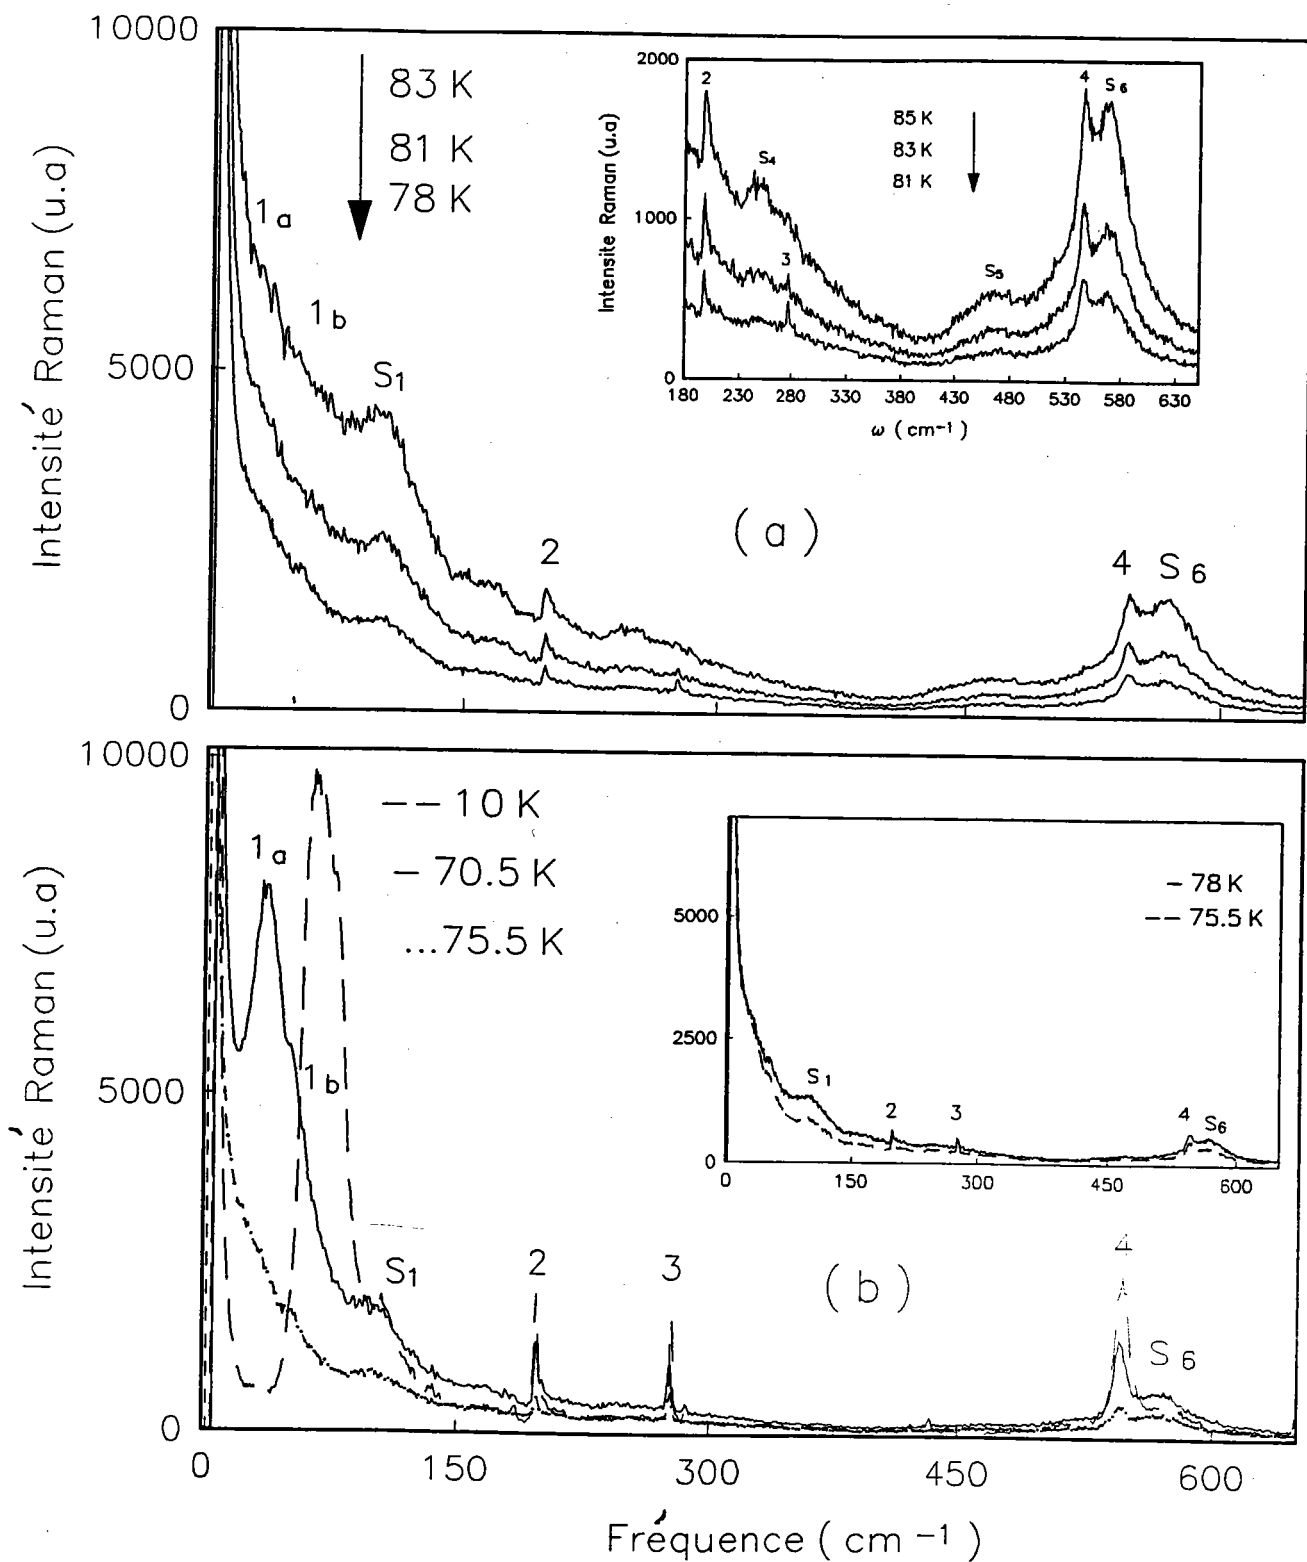 10000
5000
0
Intensité Raman (u.a)
83 K
81 K
78 K
1a
1b
S1
2
4
S6
(a)
2000
1000
0
Intensite Raman (u.a)
2
S4
3
S5
4
S6
85 K
83 K
81 K
180 230 280 330 380 430 480 530 580 630
ω (cm-1)
10000
5000
0
Intensité Raman (u.a)
-- 10 K
- 70.5 K
...75.5 K
1a
1b
S1
2
3
4
S6
(b)
5000
2500
0
- 78 K
-- 75.5 K
S1
2
3
4
S6
0 150 300 450 600
0 150 300 450 600
Fréquence (cm-1)